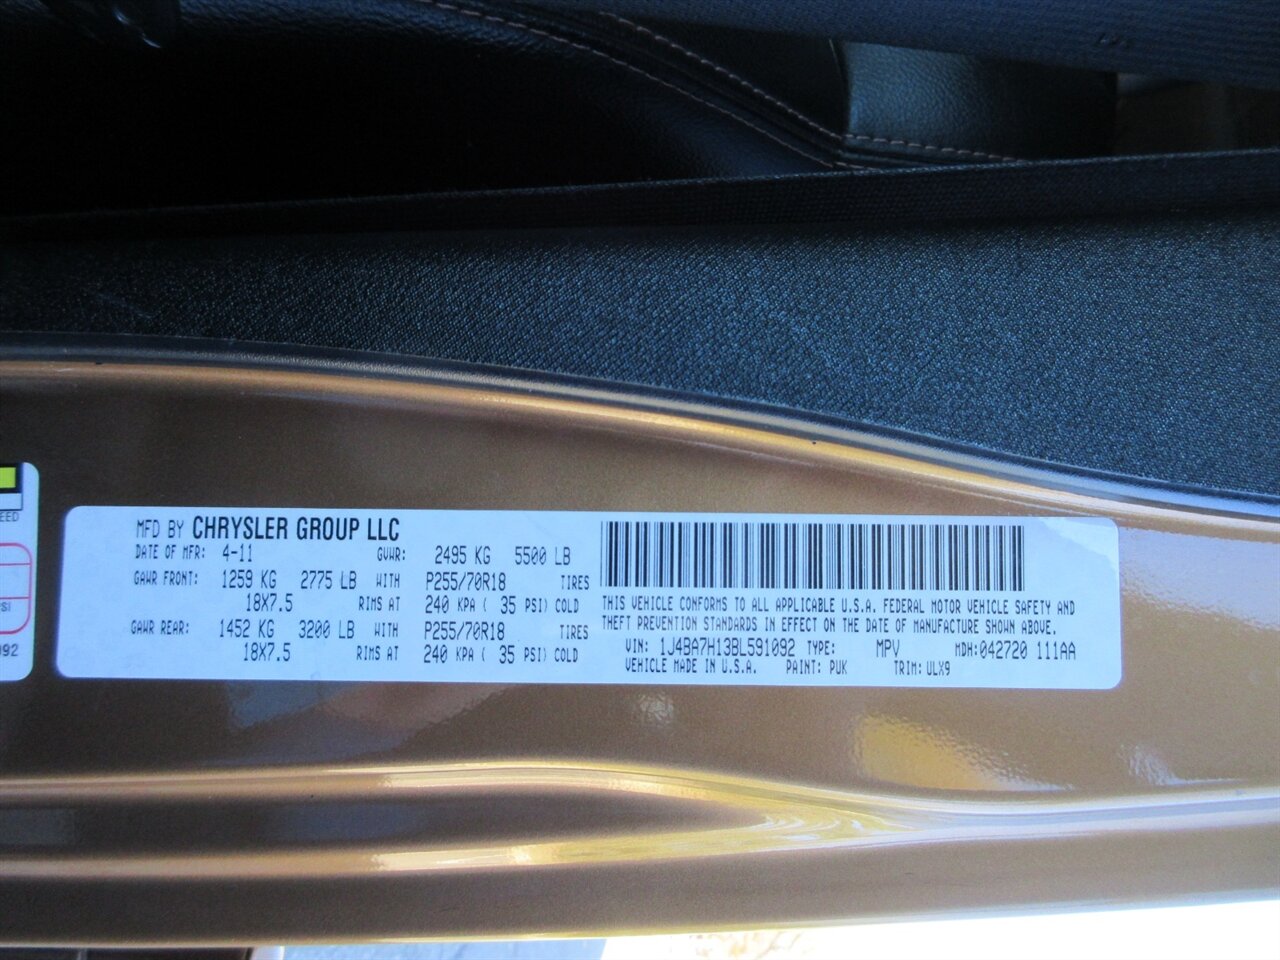 EED
PSI
092
MFD BY CHRYSLER GROUP LLC
DATE OF MFR: 4-11 GVWR: 2495 KG 5500 LB
GAWR FRONT: 1259 KG 2775 LB WITH P255/70R18 TIRES
18X7.5 RIMS AT 240 KPA ( 35 PSI) COLD
GAWR REAR: 1452 KG 3200 LB WITH P255/70R18 TIRES
18X7.5 RIMS AT 240 KPA ( 35 PSI) COLD
THIS VEHICLE CONFORMS TO ALL APPLICABLE U.S.A. FEDERAL MOTOR VEHICLE SAFETY AND
THEFT PREVENTION STANDARDS IN EFFECT ON THE DATE OF MANUFACTURE SHOWN ABOVE.
VIN: 1J4BA7H13BL591092 TYPE: MPV MDH:042720 111AA
VEHICLE MADE IN U.S.A. PAINT: PUK TRIM: ULX9